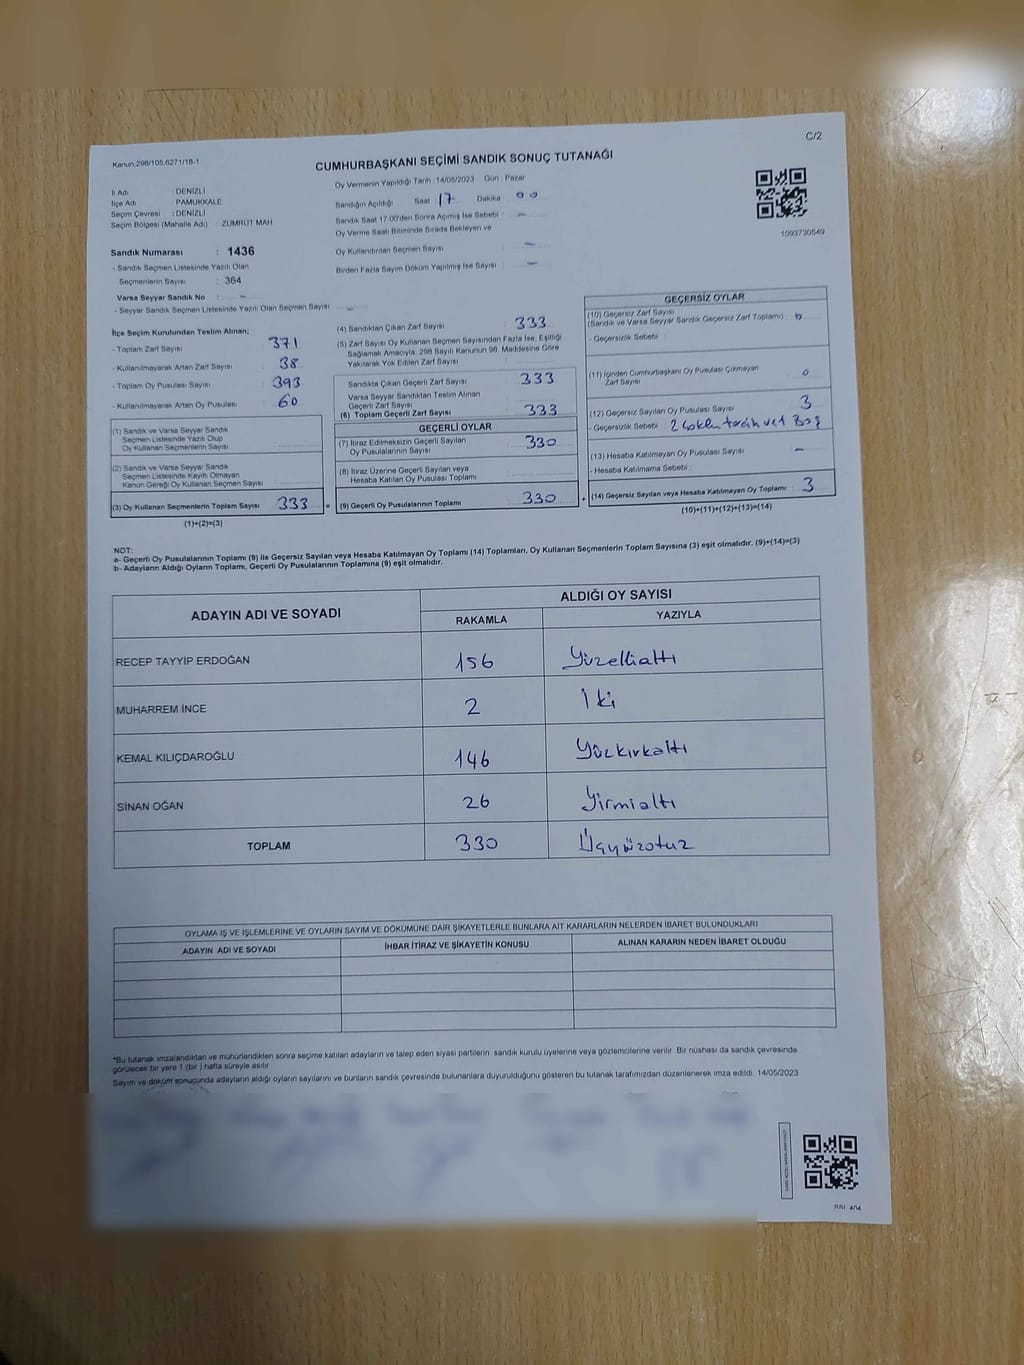 C/2
Kanun.298/105,6271/18-1
CUMHURBAŞKANI SEÇİMİ SANDIK SONUÇ TUTANAĞI
İl Adı DENİZLİ
İlçe Adı PAMUKKALE
Seçim Çevresi : DENİZLİ
Seçim Bölgesi (Mahalle Adı) : ZÜMRÜT MAH
Sandık Numarası : 1436
- Sandık Seçmen Listesinde Yazılı Olan
Seçmenlerin Sayısı : 364
Varsa Seyyar Sandık No : -
- Seyyar Sandık Seçmen Listesinde Yazılı Olan Seçmen Sayısı -
Oy Vermenin Yapıldığı Tarih : 14/05/2023 Gün : Pazar
Sandığın Açıldığı Saat 17 Dakika 00
Sandık Saat 17:00'den Sonra Açımış İse Sebebi : -
Oy Verme Saati Bitiminde Sırada Bekleyen ve
Oy Kullandırılan Seçmen Sayısı -
Birden Fazla Sayım Döküm Yapılmış İse Sayısı -
1093730549
İlçe Seçim Kurulundan Teslim Alınan;
- Toplam Zarf Sayısı 371
- Kullanılmayarak Artan Zarf Sayısı 38
- Toplam Oy Pusulası Sayısı 393
- Kullanılmayarak Artan Oy Pusulası 60
(1) Sandık ve Varsa Seyyar Sandık
Seçmen Listesinde Yazılı Olup
Oy Kullanan Seçmenlerin Sayısı
(2) Sandık ve Varsa Seyyar Sandık
Seçmen Listesinde Kayıtlı Olmayan
Kanun Gereği Oy Kullanan Seçmen Sayısı
(3) Oy Kullanan Seçmenlerin Toplam Sayısı 333 =
(1)+(2)=(3)
(4) Sandıktan Çıkan Zarf Sayısı 333
(5) Zarf Sayısı Oy Kullanan Seçmen Sayısından Fazla İse, Eşitliği
Sağlamak Amacıyla, 298 Sayılı Kanunun 98. Maddesine Göre
Yakılarak Yok Edilen Zarf Sayısı
Sandıkta Çıkan Geçerli Zarf Sayısı 333
Varsa Seyyar Sandıktan Teslim Alınan
Geçerli Zarf Sayısı
(6) Toplam Geçerli Zarf Sayısı 333
GEÇERLİ OYLAR
(7) İtiraz Edilmeksizin Geçerli Sayılan
Oy Pusulasının Sayısı 330
(8) İtiraz Üzerine Geçerli Sayılan veya
Hesaba Katılan Oy Pusulası Toplamı
(9) Geçerli Oy Pusulalarının Toplamı 330 +
GEÇERSİZ OYLAR
(10) Geçersiz Zarf Sayısı
(Sandık ve Varsa Seyyar Sandık Geçersiz Zarf Toplamı) 0
- Geçersizlik Sebebi
(11) İçinden Cumhurbaşkanı Oy Pusulası Çıkmayan
Zarf Sayısı 0
(12) Geçersiz Sayılan Oy Pusulası Sayısı 3
- Geçersizlik Sebebi : 2 Çoklu tercih ve 1 Boş
(13) Hesaba Katılmayan Oy Pusulası Sayısı -
- Hesaba Katılmama Sebebi
(14) Geçersiz Sayılan veya Hesaba Katılmayan Oy Toplamı 3
(10)+(11)+(12)+(13)=(14)
NOT:
a- Geçerli Oy Pusulalarının Toplamı (9) ile Geçersiz Sayılan veya Hesaba Katılmayan Oy Toplamı (14) Toplamları, Oy Kullanan Seçmenlerin Toplam Sayısına (3) eşit olmalıdır. (9)+(14)=(3)
b- Adayların Aldığı Oyların Toplamı, Geçerli Oy Pusulalarının Toplamına (9) eşit olmalıdır.
ADAYIN ADI VE SOYADI ALDIĞI OY SAYISI
RAKAMLA YAZIYLA
RECEP TAYYİP ERDOĞAN 156 Yüzellialtı
MUHARREM İNCE 2 İki
KEMAL KILIÇDAROĞLU 146 Yüzkırkaltı
SİNAN OĞAN 26 Yirmialtı
TOPLAM 330 Üçyüzotuz
OYLAMA İŞ VE İŞLEMLERİNE VE OYLARIN SAYIM VE DÖKÜMÜNE DAİR ŞİKAYETLERLE BUNLARA AİT KARARLARIN NELERDEN İBARET BULUNDUKLARI
ADAYIN ADI VE SOYADI İHBAR İTİRAZ VE ŞİKAYETİN KONUSU ALINAN KARARIN NEDEN İBARET OLDUĞU
*Bu tutanak imzalandıktan ve mühürlendikten sonra seçime katılan adayların ve talep eden siyasi partilerin sandık kurulu üyelerine veya gözlemcilerine verilir. Bir nüshası da sandık çevresinde
görülecek bir yere 1 (bir) hafta süreyle asılır.
Sayım ve döküm sonucunda adayların aldığı oyların sayılarını ve bunların sandık çevresinde bulunanlara duyurulduğunu gösteren bu tutanak tarafımızdan düzenlenerek imza edildi. 14/05/2023